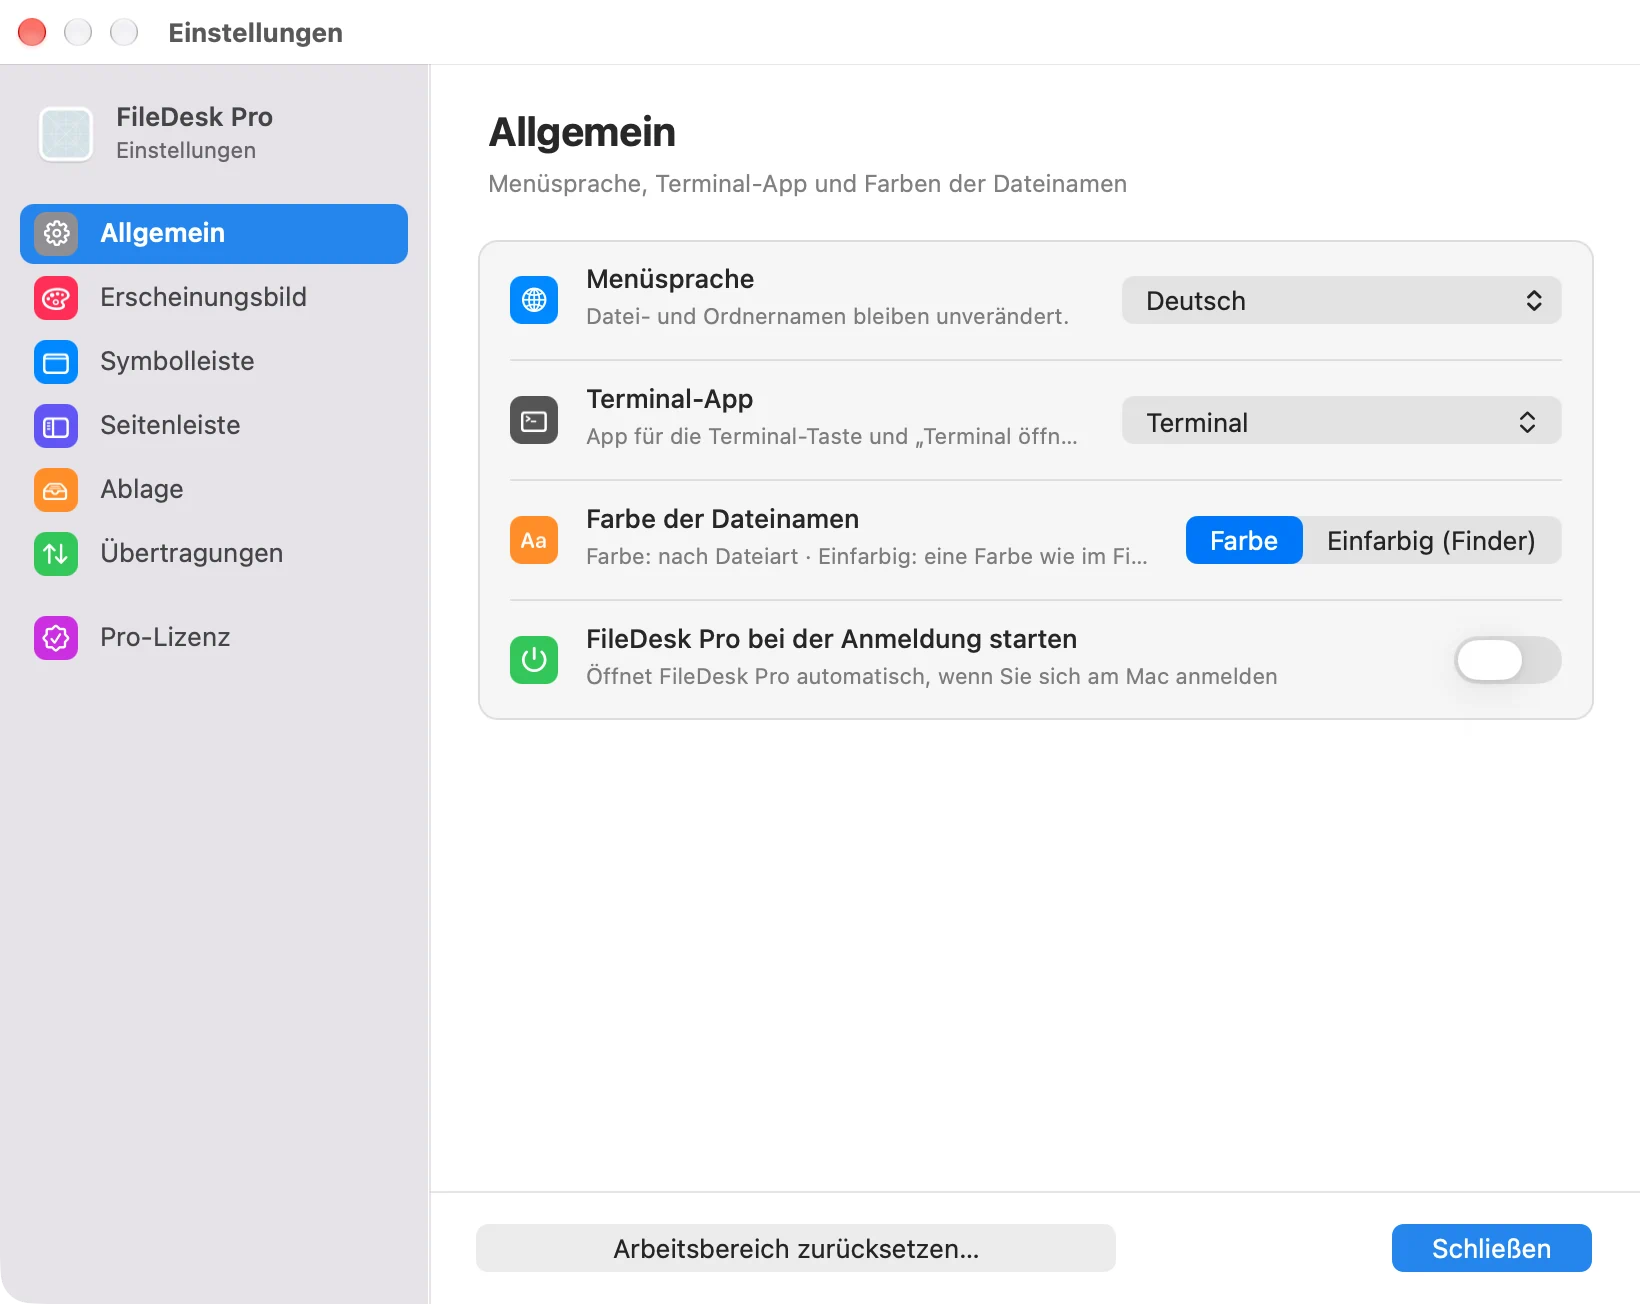 Einstellungen
FileDesk Pro
Einstellungen
Allgemein
Erscheinungsbild
Symbolleiste
Seitenleiste
Ablage
Übertragungen
Pro-Lizenz
Allgemein
Menüsprache, Terminal-App und Farben der Dateinamen
Menüsprache
Datei- und Ordnernamen bleiben unverändert.
Deutsch
Terminal-App
App für die Terminal-Taste und „Terminal öffn…
Terminal
Aa
Farbe der Dateinamen
Farbe: nach Dateiart · Einfarbig: eine Farbe wie im Fi…
Farbe
Einfarbig (Finder)
FileDesk Pro bei der Anmeldung starten
Öffnet FileDesk Pro automatisch, wenn Sie sich am Mac anmelden
Arbeitsbereich zurücksetzen…
Schließen